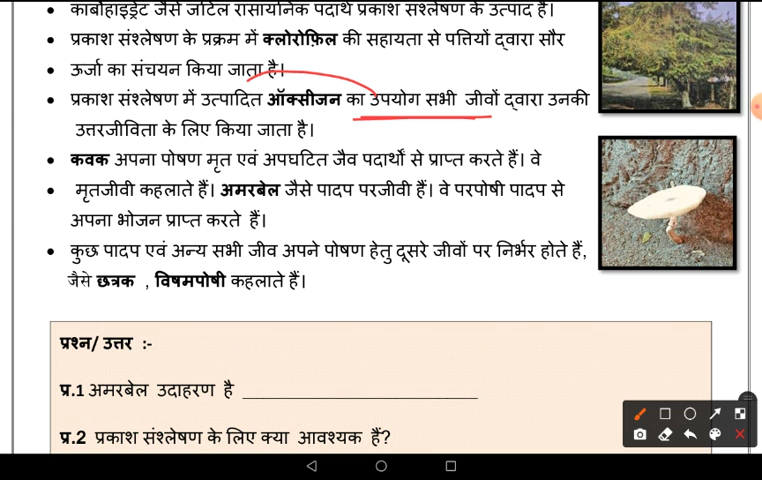 कार्बोहाइड्रेट जैसे जटिल रासायनिक पदार्थ प्रकाश संश्लेषण के उत्पाद हैं।
प्रकाश संश्लेषण के प्रक्रम में क्लोरोफ़िल की सहायता से पत्तियों द्वारा सौर
ऊर्जा का संचयन किया जाता है।
प्रकाश संश्लेषण में उत्पादित ऑक्सीजन का उपयोग सभी जीवों द्वारा उनकी
उत्तरजीविता के लिए किया जाता है।
कवक अपना पोषण मृत एवं अपघटित जैव पदार्थों से प्राप्त करते हैं। वे
मृतजीवी कहलाते हैं। अमरबेल जैसे पादप परजीवी हैं। वे परपोषी पादप से
अपना भोजन प्राप्त करते हैं।
कुछ पादप एवं अन्य सभी जीव अपने पोषण हेतु दूसरे जीवों पर निर्भर होते हैं,
जैसे छत्रक , विषमपोषी कहलाते हैं।
प्रश्न/ उत्तर :-
प्र.1 अमरबेल उदाहरण है ____________________
प्र.2 प्रकाश संश्लेषण के लिए क्या आवश्यक हैं?